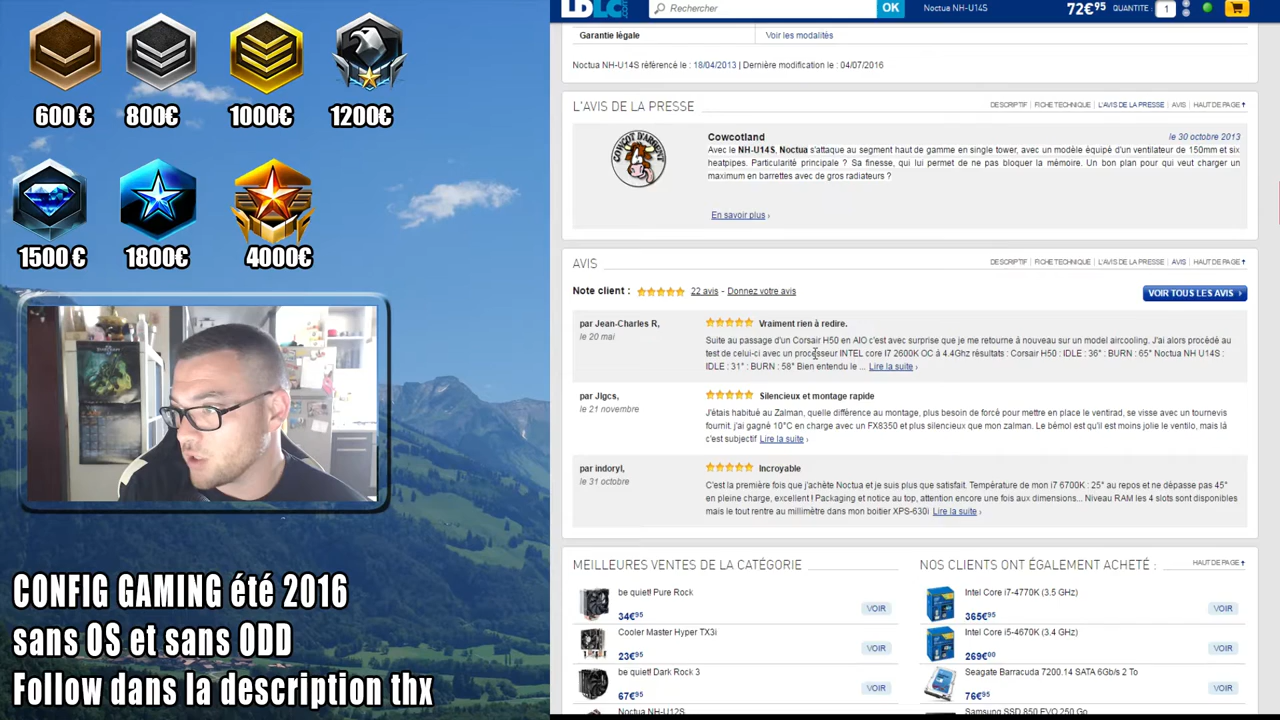 600€
800€
1000€
1200€
1500€
1800€
4000€
CONFIG GAMING été 2016
sans OS et sans ODD
Follow dans la description thx
LDLC.com
Rechercher
OK
Noctua NH-U14S
72€95
QUANTITE :
1
Garantie légale
Voir les modalités
Noctua NH-U14S référencé le : 18/04/2013 | Dernière modification le : 04/07/2016
L'AVIS DE LA PRESSE
DESCRIPTIF | FICHE TECHNIQUE | L'AVIS DE LA PRESSE | AVIS | HAUT DE PAGE
COWCOT D'ARGENT
Cowcotland
le 30 octobre 2013
Avec le NH-U14S, Noctua s'attaque au segment haut de gamme en single tower, avec un modèle équipé d'un ventilateur de 150mm et six
heatpipes. Particularité principale ? Sa finesse, qui lui permet de ne pas bloquer la mémoire. Un bon plan pour qui veut charger un
maximum en barrettes avec de gros radiateurs ?
En savoir plus ›
AVIS
DESCRIPTIF | FICHE TECHNIQUE | L'AVIS DE LA PRESSE | AVIS | HAUT DE PAGE
Note client :
22 avis - Donnez votre avis
VOIR TOUS LES AVIS ›
par Jean-Charles R,
le 20 mai
Vraiment rien à redire.
Suite au passage d'un Corsair H50 en AIO c'est avec surprise que je me retourne à nouveau sur un model aircooling. J'ai alors procédé au
test de celui-ci avec un processeur INTEL core I7 2600K OC à 4.4Ghz résultats : Corsair H50 : IDLE : 36° : BURN : 65° Noctua NH U14S :
IDLE : 31° : BURN : 58° Bien entendu le ... Lire la suite ›
par Jlgcs,
le 21 novembre
Silencieux et montage rapide
J'étais habitué au Zalman, quelle différence au montage, plus besoin de forcé pour mettre en place le ventirad, se visse avec un tournevis
fournit. j'ai gagné 10°C en charge avec un FX8350 et plus silencieux que mon zalman. Le bémol est qu'il est moins jolie le ventilo, mais là
c'est subjectif Lire la suite ›
par indoryl,
le 31 octobre
Incroyable
C'est la première fois que j'achète Noctua et je suis plus que satisfait. Température de mon i7 6700K : 25° au repos et ne dépasse pas 45°
en pleine charge, excellent ! Packaging et notice au top, attention encore une fois aux dimensions... Niveau RAM les 4 slots sont disponibles
mais le tout rentre au millimètre dans mon boitier XPS-630i Lire la suite ›
MEILLEURES VENTES DE LA CATÉGORIE
be quiet! Pure Rock
34€95
VOIR
Cooler Master Hyper TX3i
23€95
VOIR
be quiet! Dark Rock 3
67€95
VOIR
Noctua NH-U12S
NOS CLIENTS ONT ÉGALEMENT ACHETÉ :
HAUT DE PAGE
Intel Core i7-4770K (3.5 GHz)
365€95
VOIR
Intel Core i5-4670K (3.4 GHz)
269€00
VOIR
Seagate Barracuda 7200.14 SATA 6Gb/s 2 To
76€95
VOIR
Samsung SSD 850 EVO 250 Go